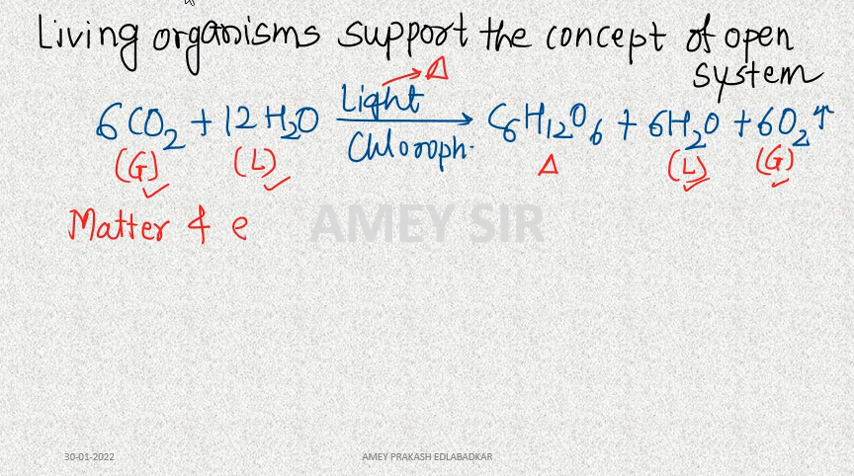 Living organisms support the concept of open
system
Δ
6CO₂ + 12H₂O Light → C₆H₁₂O₆ + 6H₂O + 6O₂↑
Chloroph.
(G) (L) Δ (L) (G)
Matter & e
AMEY SIR
30-01-2022 AMEY PRAKASH EDLABADKAR